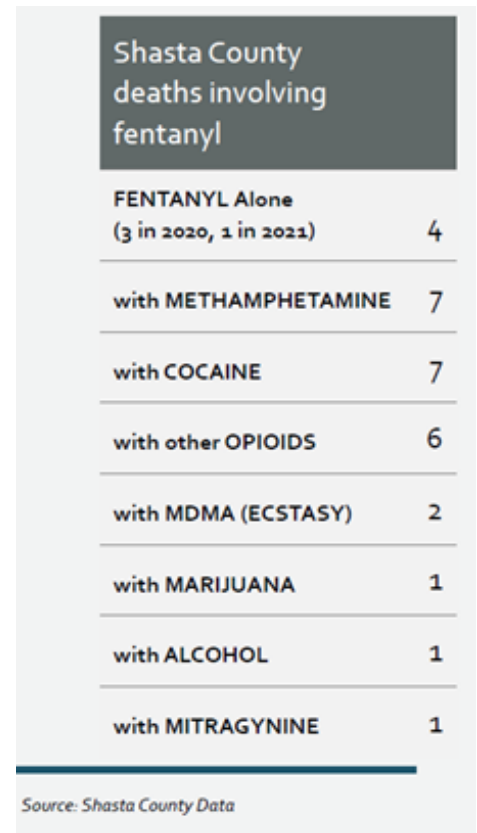 Shasta County
deaths involving
fentanyl
FENTANYL Alone
(3 in 2020, 1 in 2021) 4
with METHAMPHETAMINE 7
with COCAINE 7
with other OPIOIDS 6
with MDMA (ECSTASY) 2
with MARIJUANA 1
with ALCOHOL 1
with MITRAGYNINE 1
Source: Shasta County Data